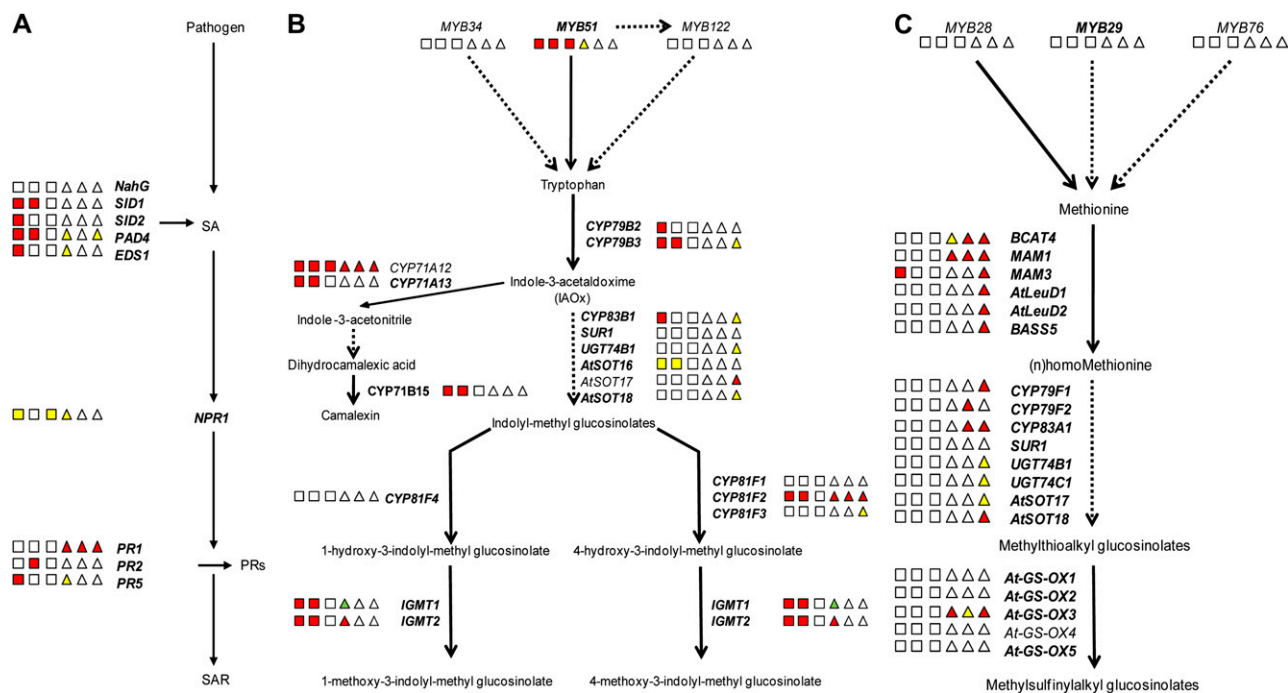 A
Pathogen
NahG
SID1
SID2
PAD4
EDS1
SA
NPR1
PR1
PR2
PR5
PRs
SAR
B
MYB34
MYB51
MYB122
Tryptophan
CYP79B2
CYP79B3
CYP71A12
CYP71A13
Indole-3-acetaldoxime
(IAOx)
Indole -3-acetonitrile
CYP83B1
SUR1
UGT74B1
AtSOT16
AtSOT17
AtSOT18
Dihydrocamalexic acid
CYP71B15
Camalexin
Indolyl-methyl glucosinolates
CYP81F4
CYP81F1
CYP81F2
CYP81F3
1-hydroxy-3-indolyl-methyl glucosinolate
4-hydroxy-3-indolyl-methyl glucosinolate
IGMT1
IGMT2
IGMT1
IGMT2
1-methoxy-3-indolyl-methyl glucosinolate
4-methoxy-3-indolyl-methyl glucosinolate
C
MYB28
MYB29
MYB76
Methionine
BCAT4
MAM1
MAM3
AtLeuD1
AtLeuD2
BASS5
(n)homoMethionine
CYP79F1
CYP79F2
CYP83A1
SUR1
UGT74B1
UGT74C1
AtSOT17
AtSOT18
Methylthioalkyl glucosinolates
At-GS-OX1
At-GS-OX2
At-GS-OX3
At-GS-OX4
At-GS-OX5
Methylsulfinylalkyl glucosinolates